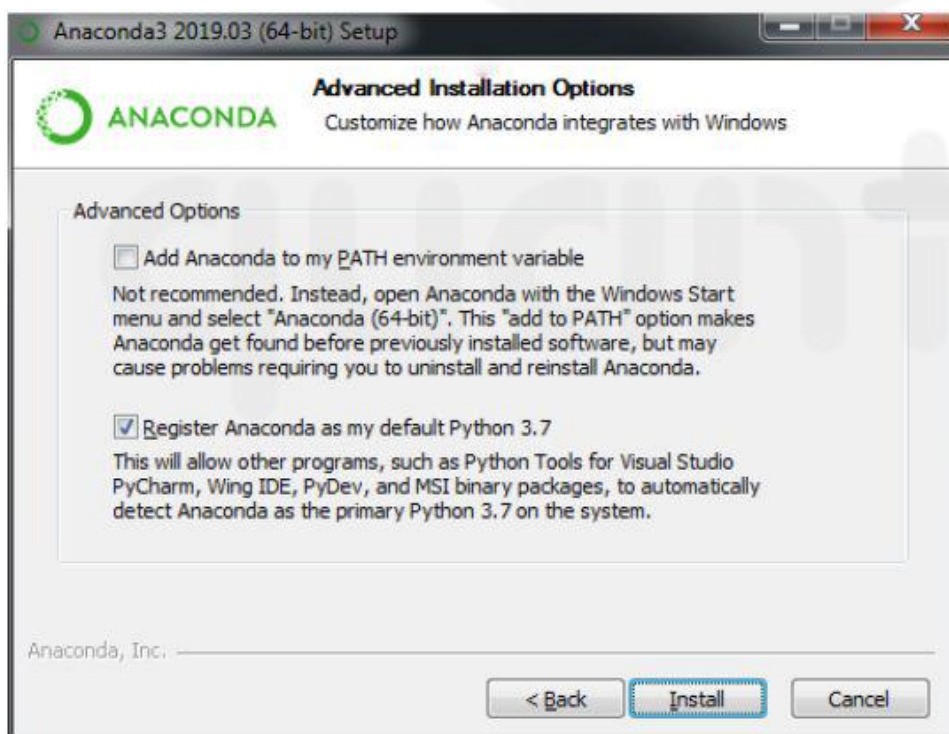 Anaconda3 2019.03 (64-bit) Setup
X
ANACONDA
Advanced Installation Options
Customize how Anaconda integrates with Windows
Advanced Options
Add Anaconda to my PATH environment variable
Not recommended. Instead, open Anaconda with the Windows Start
menu and select "Anaconda (64-bit)". This "add to PATH" option makes
Anaconda get found before previously installed software, but may
cause problems requiring you to uninstall and reinstall Anaconda.
Register Anaconda as my default Python 3.7
This will allow other programs, such as Python Tools for Visual Studio
PyCharm, Wing IDE, PyDev, and MSI binary packages, to automatically
detect Anaconda as the primary Python 3.7 on the system.
Anaconda, Inc.
< Back
Install
Cancel